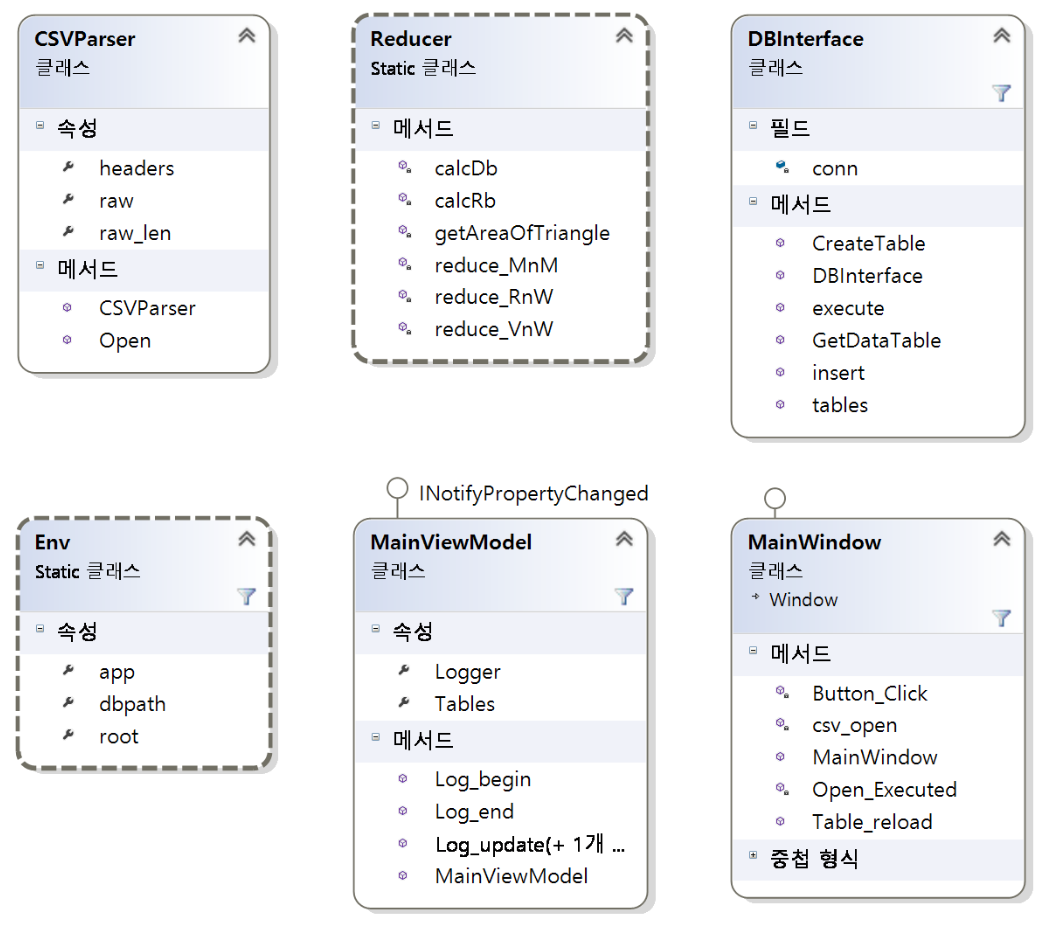 CSVParser
클래스
속성
headers
raw
raw_len
메서드
CSVParser
Open
Reducer
Static 클래스
메서드
calcDb
calcRb
getAreaOfTriangle
reduce_MnM
reduce_RnW
reduce_VnW
DBInterface
클래스
필드
conn
메서드
CreateTable
DBInterface
execute
GetDataTable
insert
tables
Env
Static 클래스
속성
app
dbpath
root
INotifyPropertyChanged
MainViewModel
클래스
속성
Logger
Tables
메서드
Log_begin
Log_end
Log_update(+ 1개 ...
MainViewModel
MainWindow
클래스
Window
메서드
Button_Click
csv_open
MainWindow
Open_Executed
Table_reload
중첩 형식